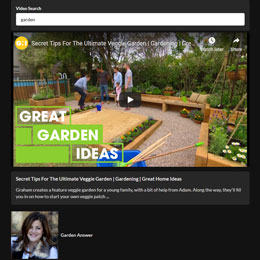 Video Search
garden
Secret Tips For The Ultimate Veggie Garden | Gardening | Gre...
Watch later
Share
GREAT
GARDEN
IDEAS
Secret Tips For The Ultimate Veggie Garden | Gardening | Great Home Ideas
Graham creates a feature veggie garden for a young family, with a bit of help from Adam. Along the way, they'll fill
you in on how to start your own veggie patch ...
Garden Answer